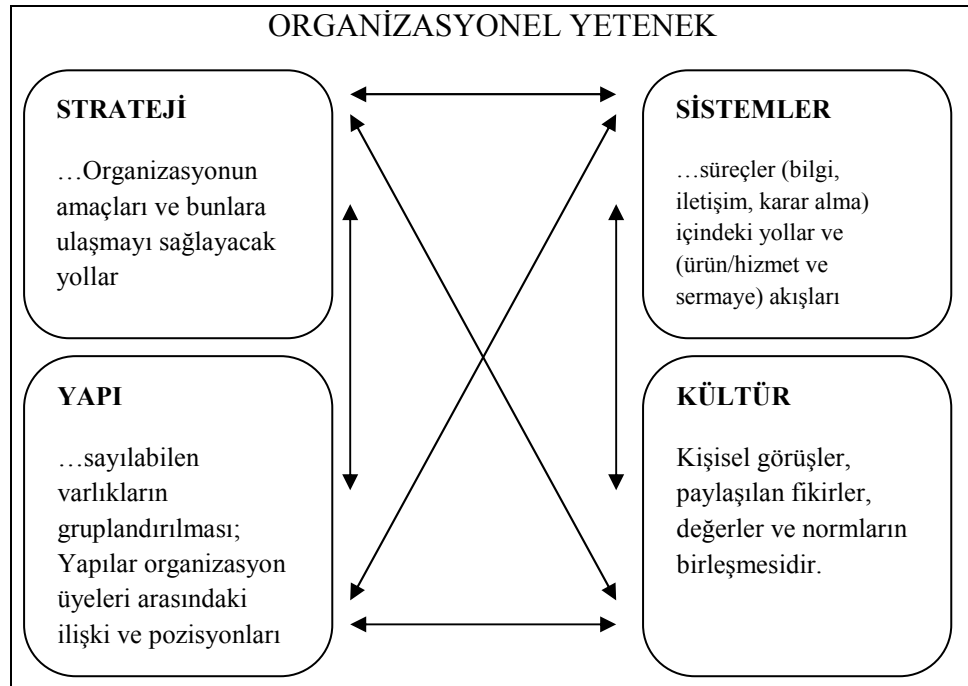 ORGANİZASYONEL YETENEK
STRATEJİ
…Organizasyonun
amaçları ve bunlara
ulaşmayı sağlayacak
yollar
SİSTEMLER
…süreçler (bilgi,
iletişim, karar alma)
içindeki yollar ve
(ürün/hizmet ve
sermaye) akışları
YAPI
…sayılabilen
varlıkların
gruplandırılması;
Yapılar organizasyon
üyeleri arasındaki
ilişki ve pozisyonları
KÜLTÜR
Kişisel görüşler,
paylaşılan fikirler,
değerler ve normların
birleşmesidir.